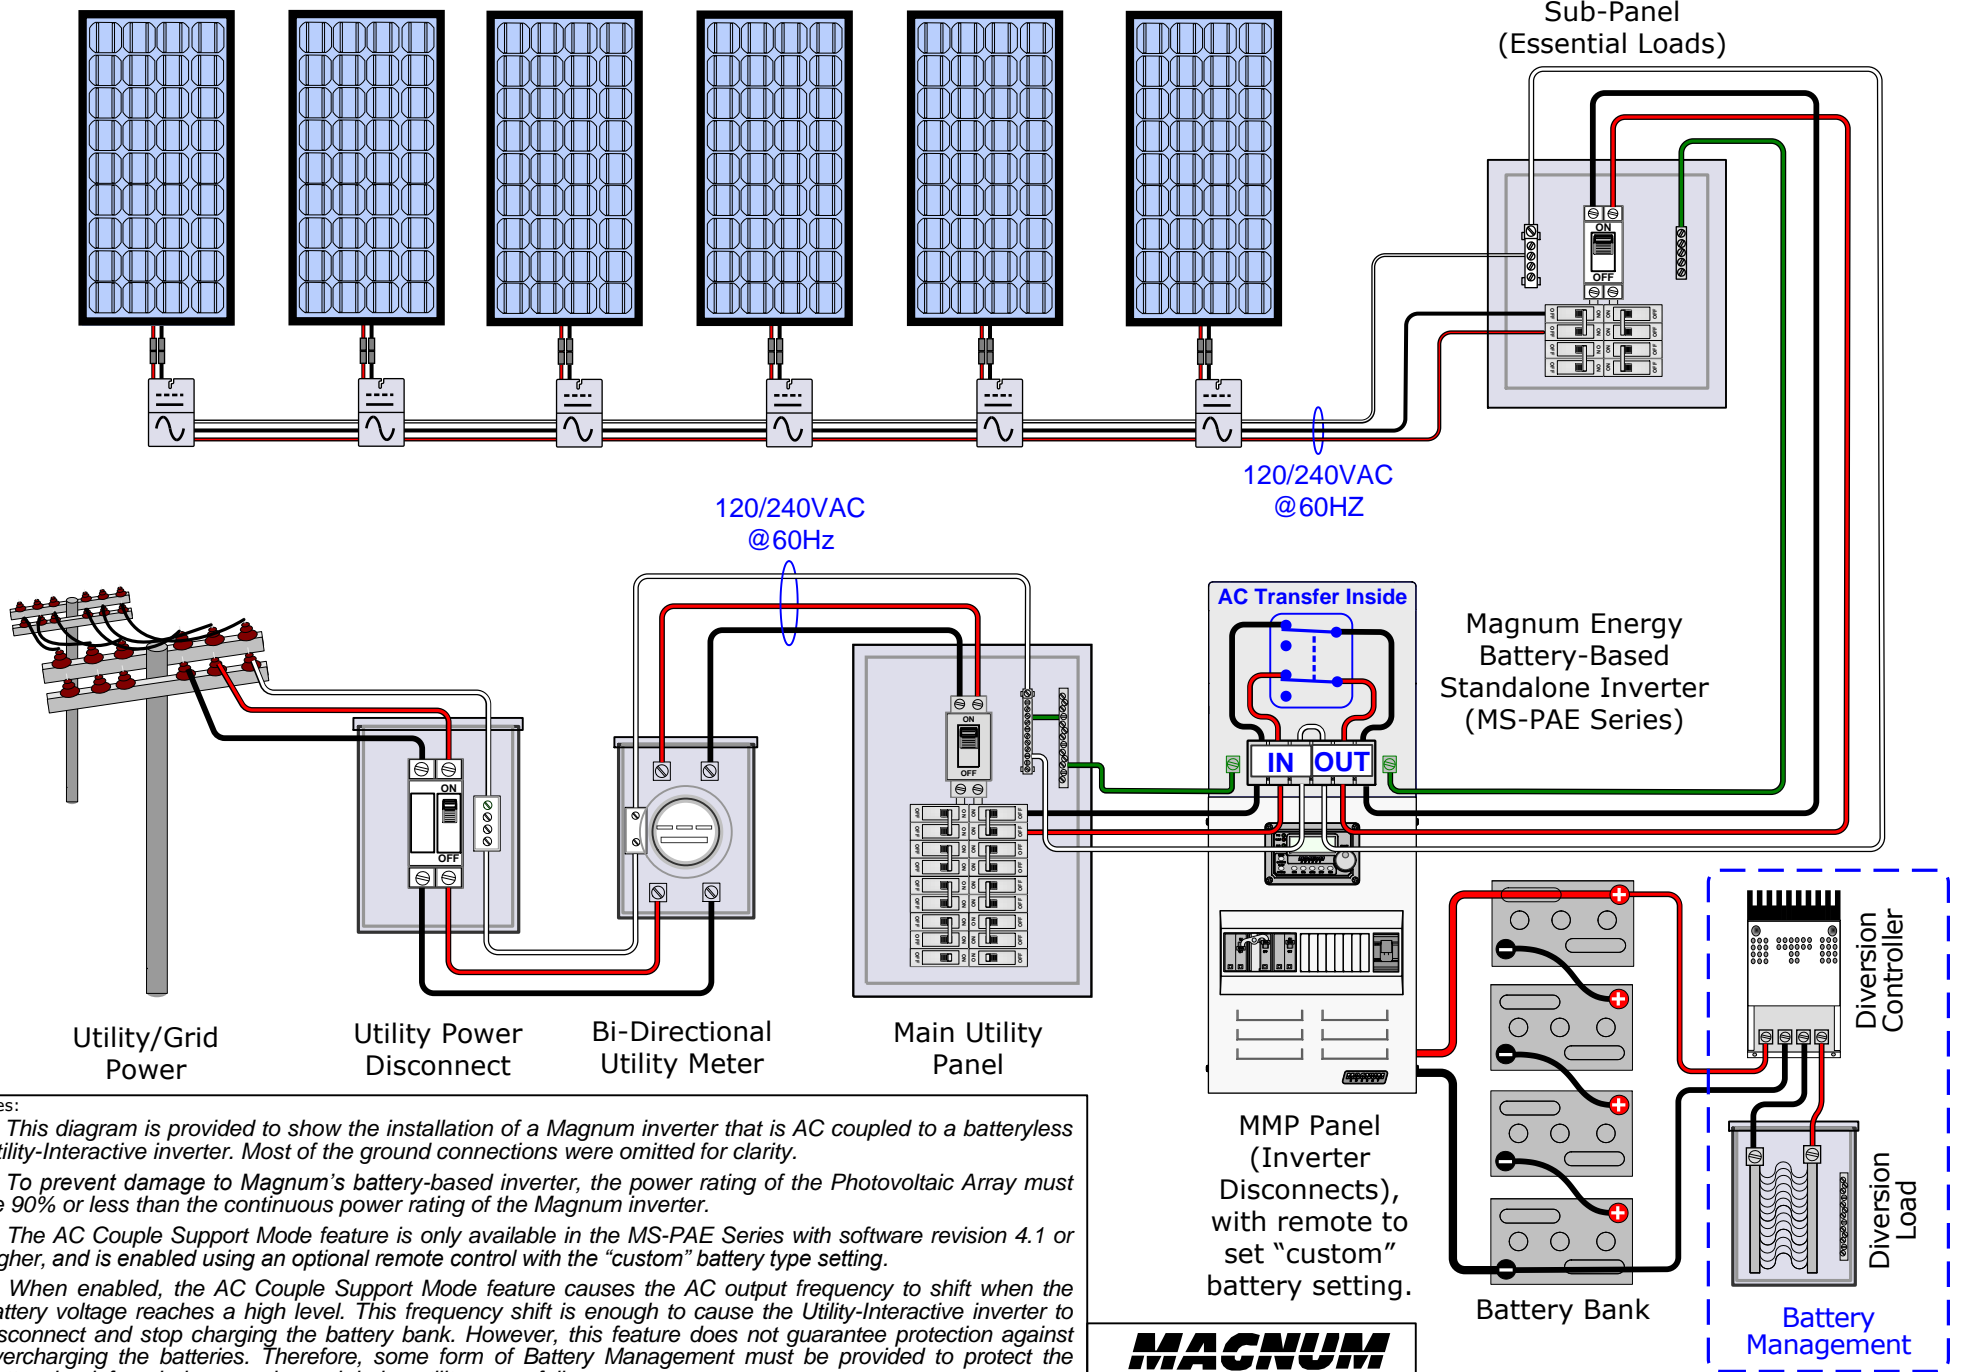 Sub-Panel
(Essential Loads)
ON
OFF
120/240VAC
@60HZ
120/240VAC
@60Hz
AC Transfer Inside
IN
OUT
Magnum Energy
Battery-Based
Standalone Inverter
(MS-PAE Series)
ON
OFF
ON
OFF
Utility/Grid
Power
Utility Power
Disconnect
Bi-Directional
Utility Meter
Main Utility
Panel
MMP Panel
(Inverter
Disconnects),
with remote to
set “custom”
battery setting.
Battery Bank
Diversion
Controller
Diversion
Load
Battery
Management
This diagram is provided to show the installation of a Magnum inverter that is AC coupled to a batteryless
tility-Interactive inverter. Most of the ground connections were omitted for clarity.
To prevent damage to Magnum’s battery-based inverter, the power rating of the Photovoltaic Array must
e 90% or less than the continuous power rating of the Magnum inverter.
The AC Couple Support Mode feature is only available in the MS-PAE Series with software revision 4.1 or
gher, and is enabled using an optional remote control with the “custom” battery type setting.
When enabled, the AC Couple Support Mode feature causes the AC output frequency to shift when the
attery voltage reaches a high level. This frequency shift is enough to cause the Utility-Interactive inverter to
sconnect and stop charging the battery bank. However, this feature does not guarantee protection against
vercharging the batteries. Therefore, some form of Battery Management must be provided to protect the
MAGNUM